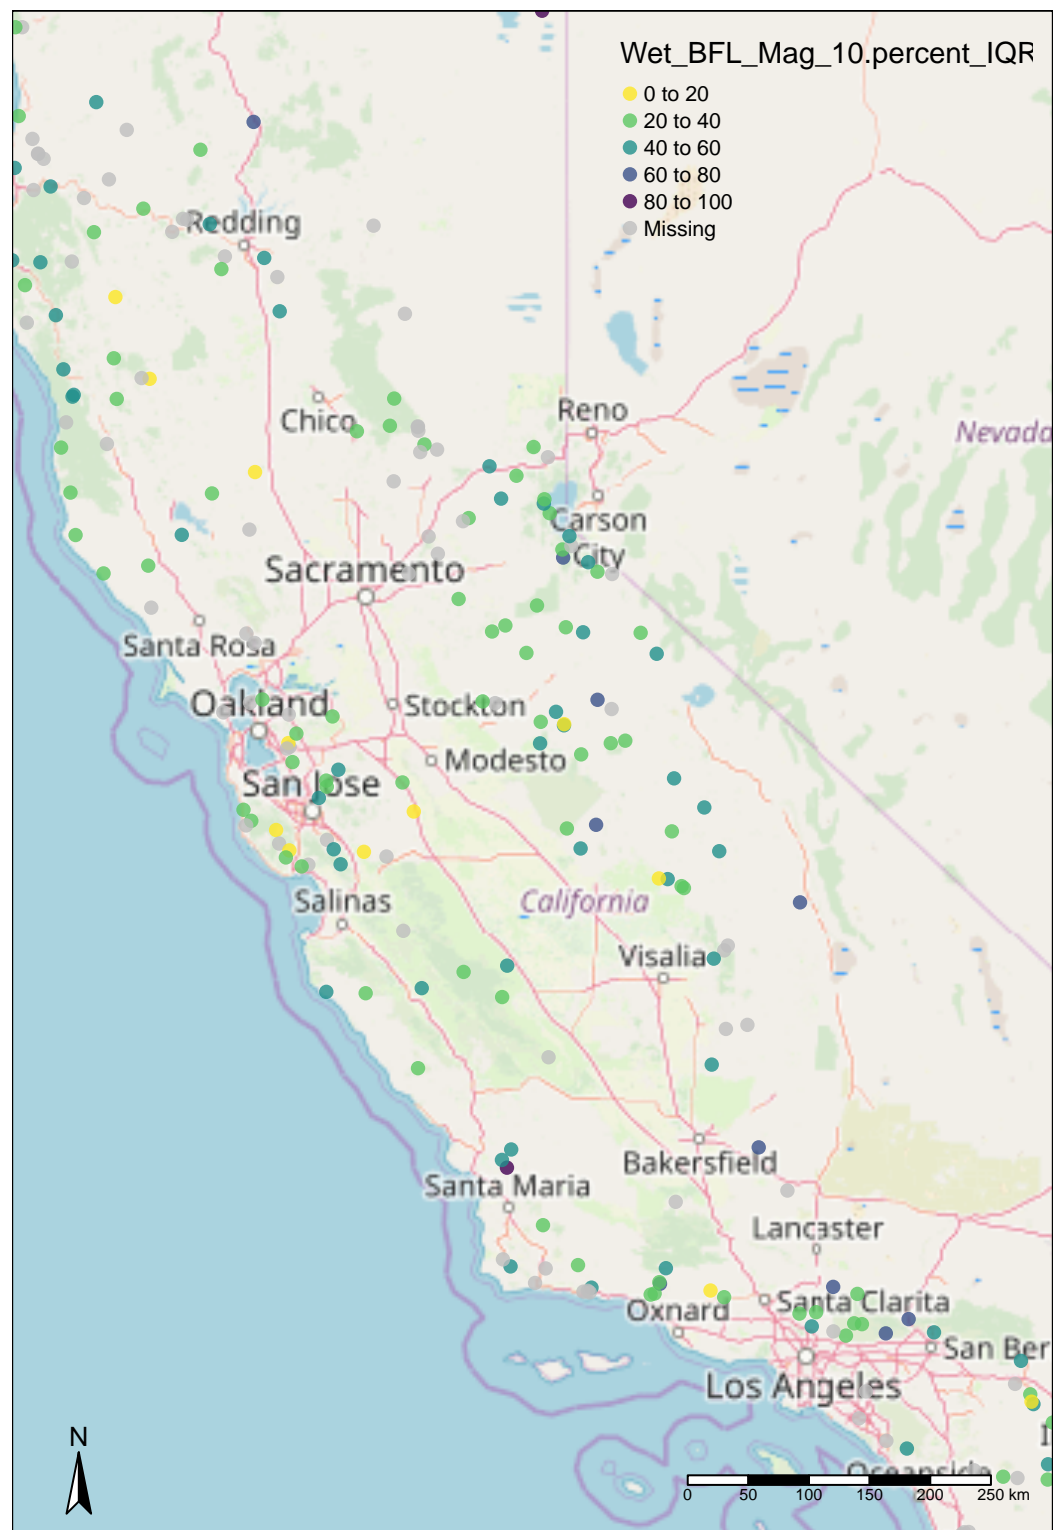 Wet_BFL_Mag_10.percent_IQR
0 to 20
20 to 40
40 to 60
60 to 80
80 to 100
Missing
Redding
Chico
Reno
Nevada
Carson
City
Sacramento
Santa Rosa
Oakland
Stockton
Modesto
San Jose
Salinas
California
Visalia
Bakersfield
Santa Maria
Lancaster
Santa Clarita
Oxnard
San Ber
Los Angeles
I
Oceanside
N
0 50 100 150 200 250 km